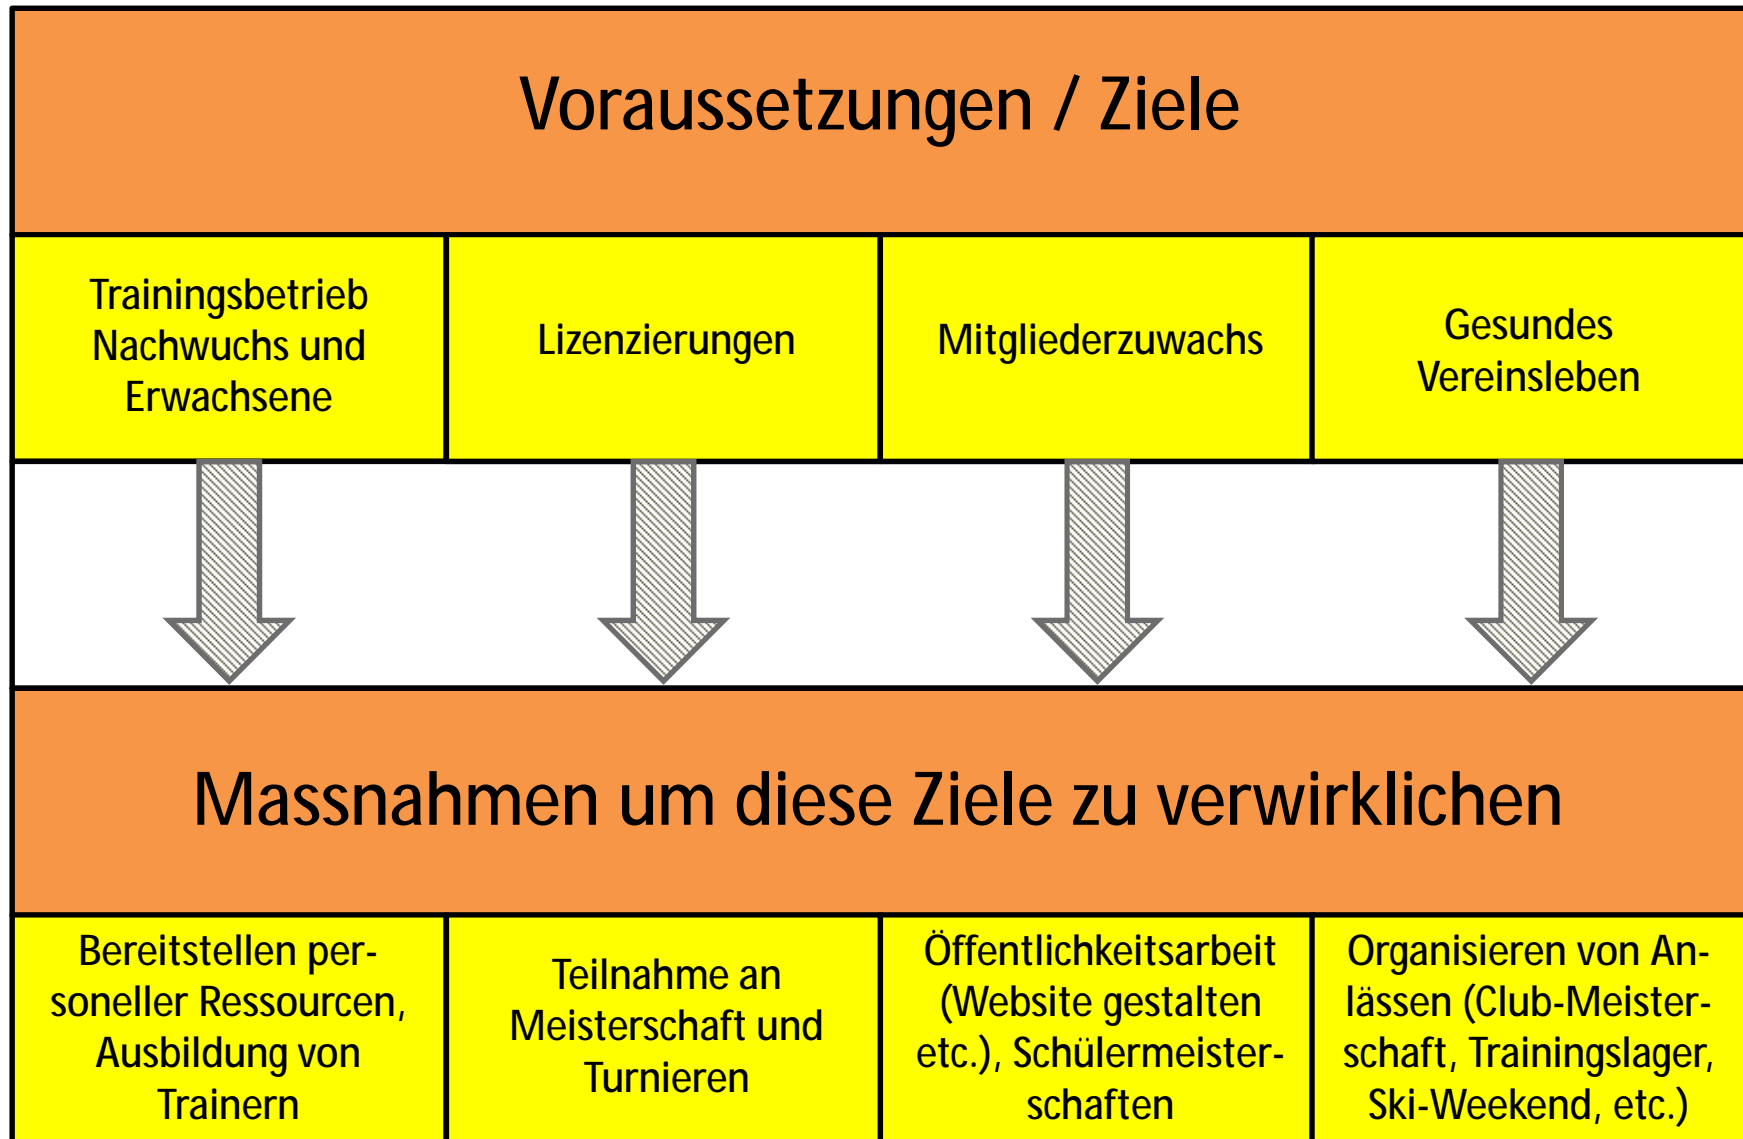 Voraussetzungen / Ziele
Trainingsbetrieb
Nachwuchs und
Erwachsene
Lizenzierungen
Mitgliederzuwachs
Gesundes
Vereinsleben
Massnahmen um diese Ziele zu verwirklichen
Bereitstellen per-
soneller Ressourcen,
Ausbildung von
Trainern
Teilnahme an
Meisterschaft und
Turnieren
Öffentlichkeitsarbeit
(Website gestalten
etc.), Schülermeister-
schaften
Organisieren von An-
lässen (Club-Meister-
schaft, Trainingslager,
Ski-Weekend, etc.)